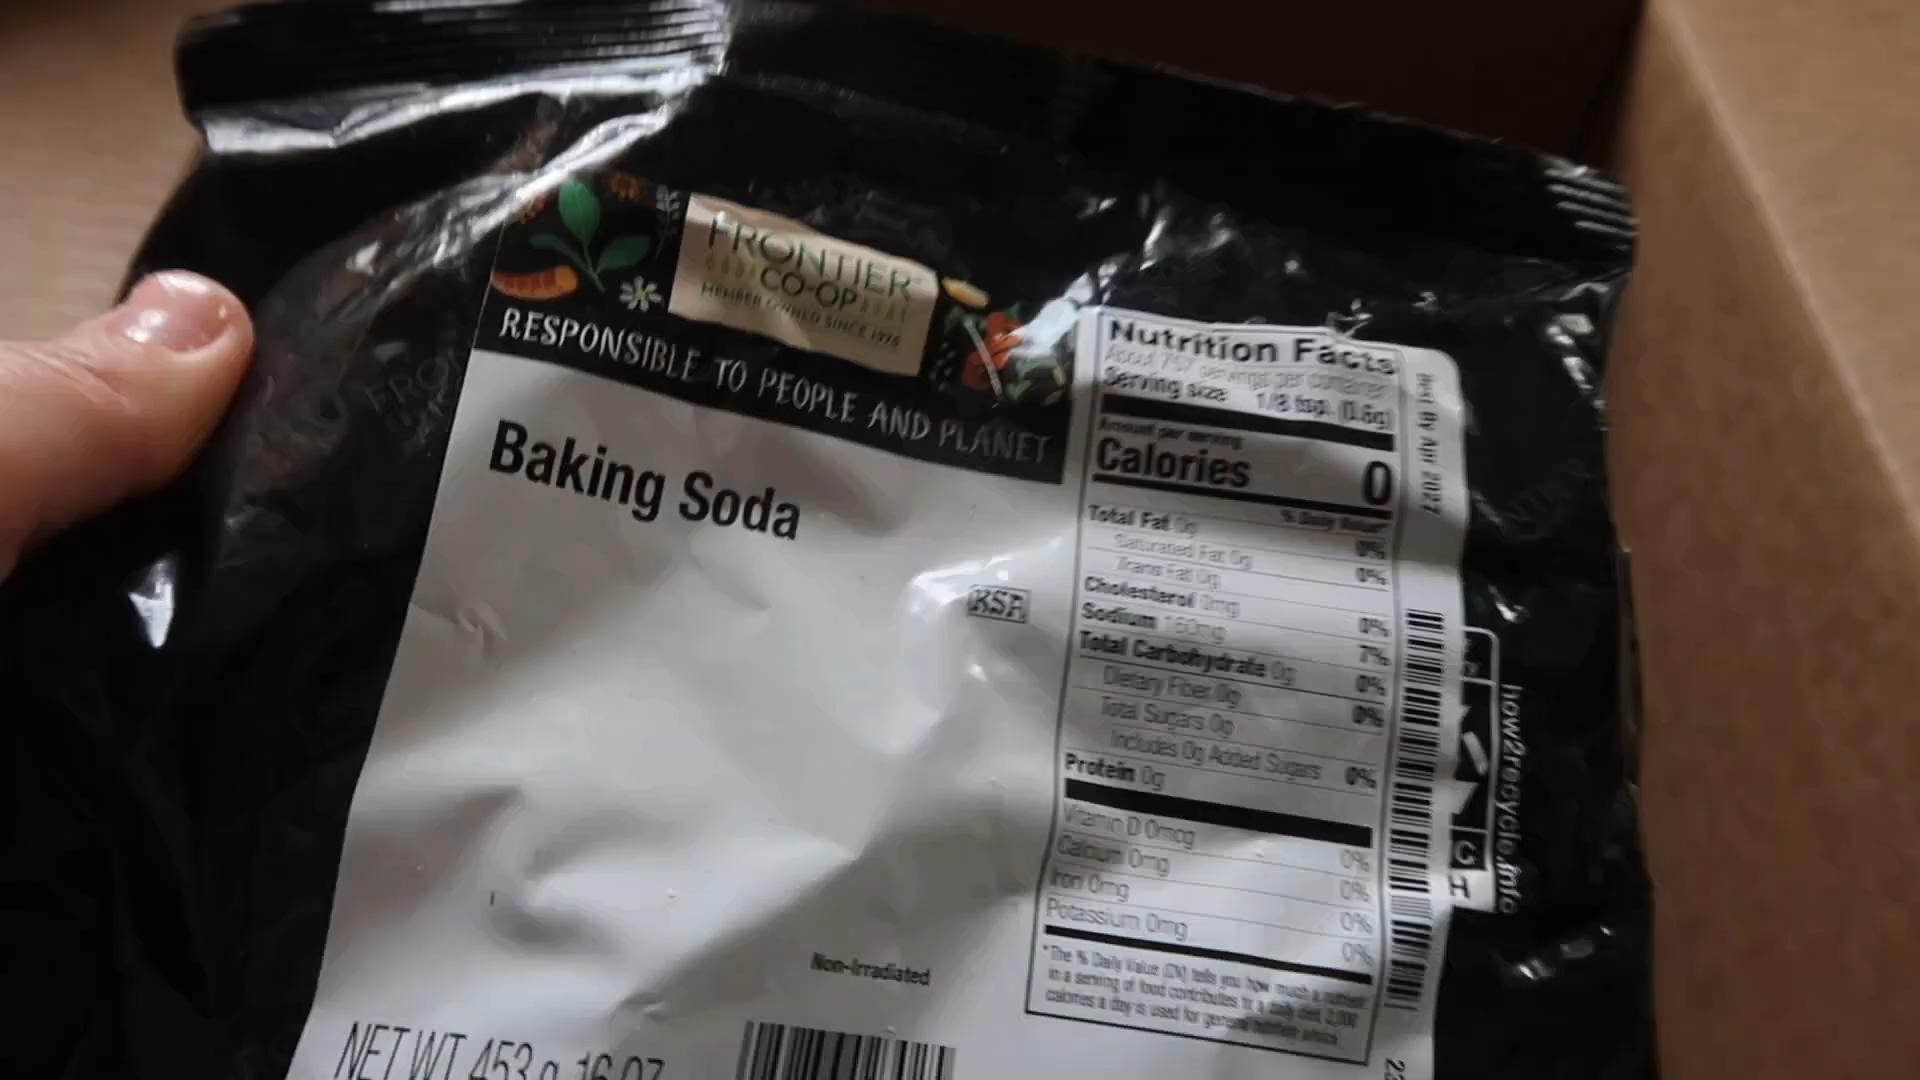 FRONTIER
CO-OP
MEMBER OWNED SINCE 1976
RESPONSIBLE TO PEOPLE AND PLANET
Baking Soda
KSA
Non-Irradiated
NET WT 453 g 16 OZ
Nutrition Facts
About 757 servings per container
Serving size 1/8 tsp. (0.6g)
Amount per serving
Calories 0
% Daily Value*
Total Fat 0g 0%
Saturated Fat 0g 0%
Trans Fat 0g
Cholesterol 0mg 0%
Sodium 160mg 7%
Total Carbohydrate 0g 0%
Dietary Fiber 0g 0%
Total Sugars 0g
Includes 0g Added Sugars 0%
Protein 0g
Vitamin D 0mcg 0%
Calcium 0mg 0%
Iron 0mg 0%
Potassium 0mg 0%
*The % Daily Value (DV) tells you how much a nutrient
in a serving of food contributes to a daily diet. 2,000
calories a day is used for general nutrition advice.
Best By Apr 2027
how2recycle.info